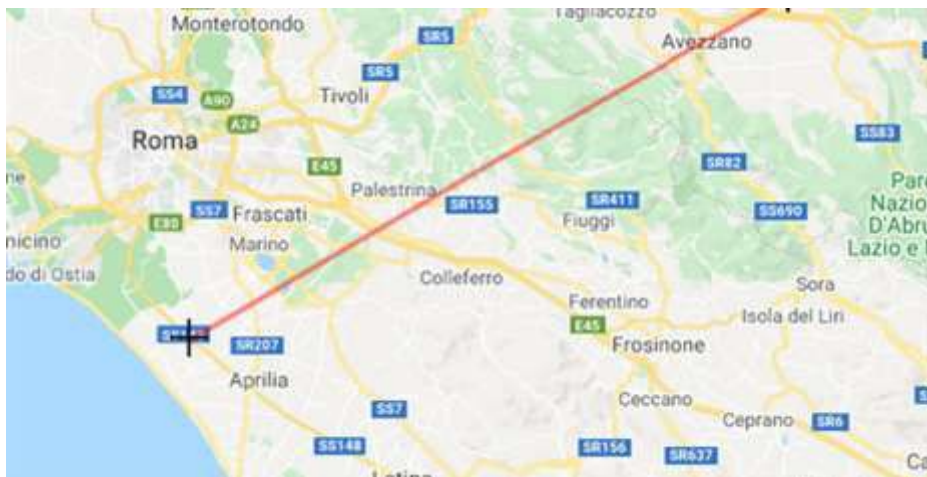 Tagliacozzo
Monterotondo
SR5
Avezzano
SR5
SS4
A90
Tivoli
A24
SS83
Roma
E45
SR82
Palestrina
SR155
SR411
Parc
Nazio
D'Abru
Lazio e
SS7
Frascati
E80
Fiuggi
SS690
micino
Marino
do di Ostia
Colleferro
Sora
Ferentino
Isola del Liri
E45
SR207
Frosinone
Aprilia
Ceccano
SS7
Ceprano
SR6
SS148
SR156
SR637
Ca